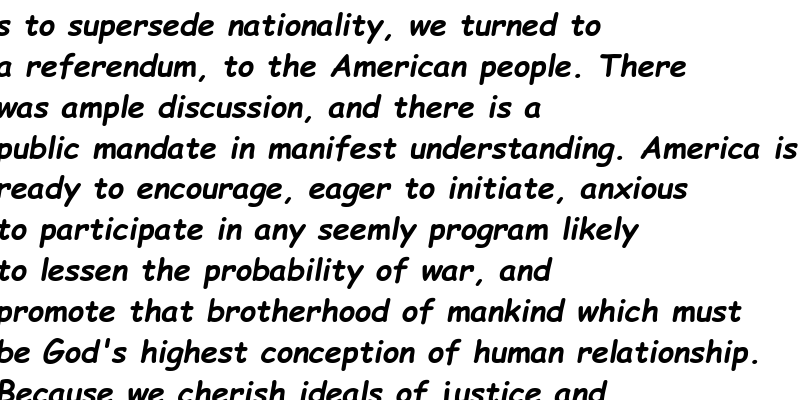 s to supersede nationality, we turned to
a referendum, to the American people. There
was ample discussion, and there is a
public mandate in manifest understanding. America is
ready to encourage, eager to initiate, anxious
to participate in any seemly program likely
to lessen the probability of war, and
promote that brotherhood of mankind which must
be God's highest conception of human relationship.
Because we cherish ideals of justice and